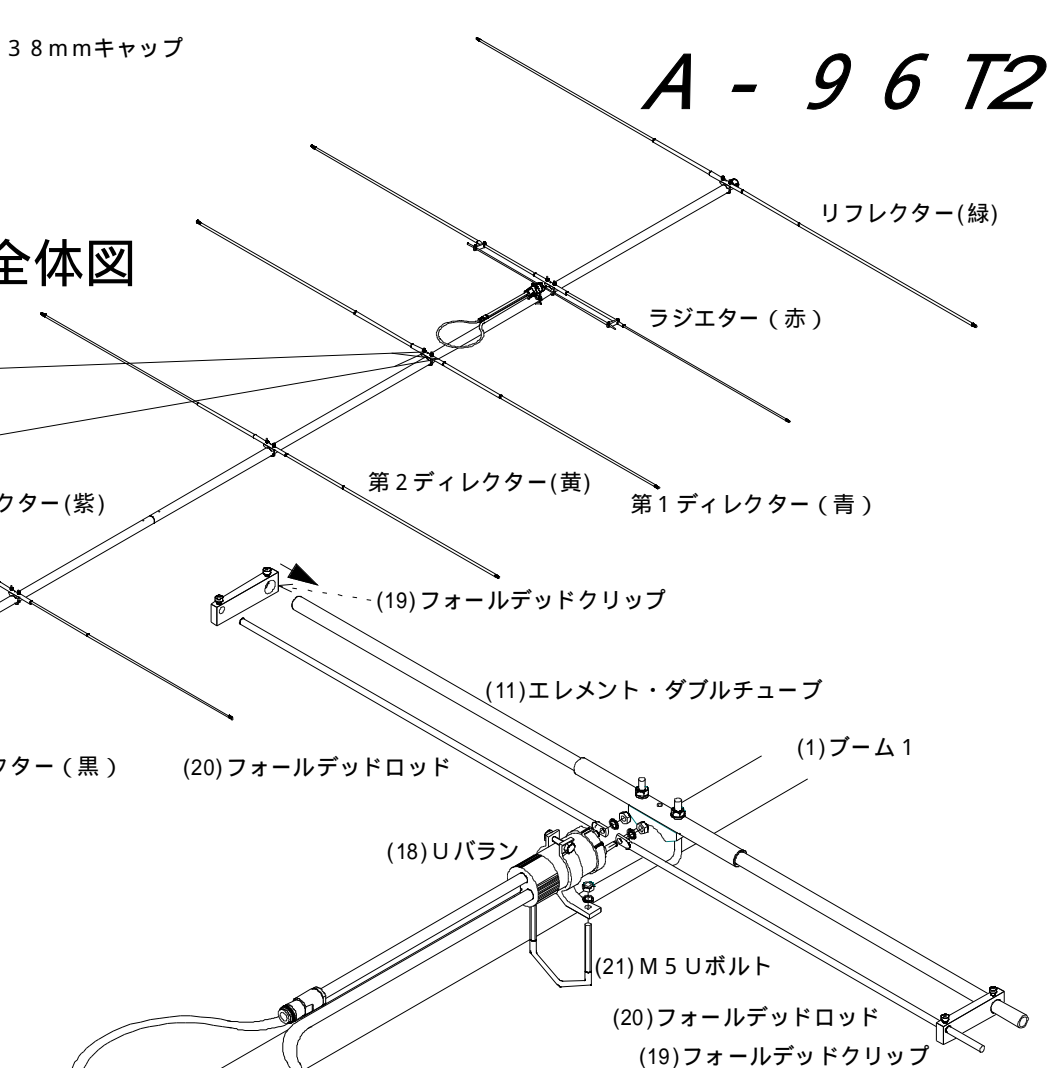 38mmキャップ
A-96T2
リフレクター(緑)
全体図
ラジエター(赤)
第2ディレクター(黄)
第1ディレクター(青)
クター(紫)
(19)フォールデッドクリップ
(11)エレメント・ダブルチューブ
(1)ブーム1
クター(黒)
(20)フォールデッドロッド
(18)Uバラン
(21)M5Uボルト
(20)フォールデッドロッド
(19)フォールデッドクリップ